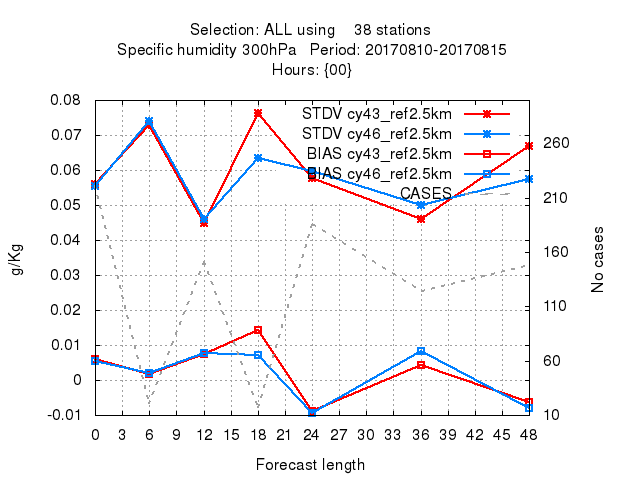 Selection: ALL using    38 stations
Specific humidity 300hPa   Period: 20170810-20170815
Hours: {00}
STDV cy43_ref2.5km
STDV cy46_ref2.5km
BIAS cy43_ref2.5km
BIAS cy46_ref2.5km
CASES
0.08
0.07
0.06
0.05
0.04
0.03
0.02
0.01
0
-0.01
g/Kg
260
210
160
110
60
10
No cases
0 3 6 9 12 15 18 21 24 27 30 33 36 39 42 45 48
Forecast length